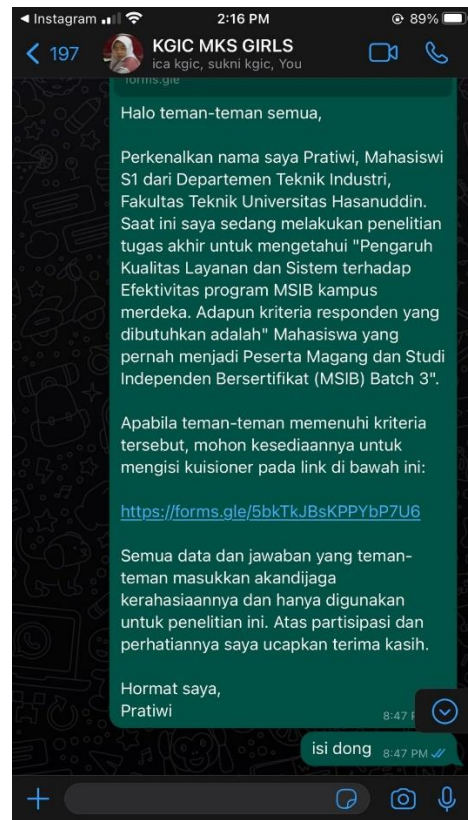 Instagram
2:16 PM
89%
197
KGIC MKS GIRLS
ica kgic, sukni kgic, You
forms.gle
Halo teman-teman semua,
Perkenalkan nama saya Pratiwi, Mahasiswi
S1 dari Departemen Teknik Industri,
Fakultas Teknik Universitas Hasanuddin.
Saat ini saya sedang melakukan penelitian
tugas akhir untuk mengetahui "Pengaruh
Kualitas Layanan dan Sistem terhadap
Efektivitas program MSIB kampus
merdeka. Adapun kriteria responden yang
dibutuhkan adalah" Mahasiswa yang
pernah menjadi Peserta Magang dan Studi
Independen Bersertifikat (MSIB) Batch 3".
Apabila teman-teman memenuhi kriteria
tersebut, mohon kesediaannya untuk
mengisi kuisioner pada link di bawah ini:
https://forms.gle/5bkTkJBsKPPYbP7U6
Semua data dan jawaban yang teman-
teman masukkan akandijaga
kerahasiaannya dan hanya digunakan
untuk penelitian ini. Atas partisipasi dan
perhatiannya saya ucapkan terima kasih.
Hormat saya,
Pratiwi
8:47
isi dong 8:47 PM